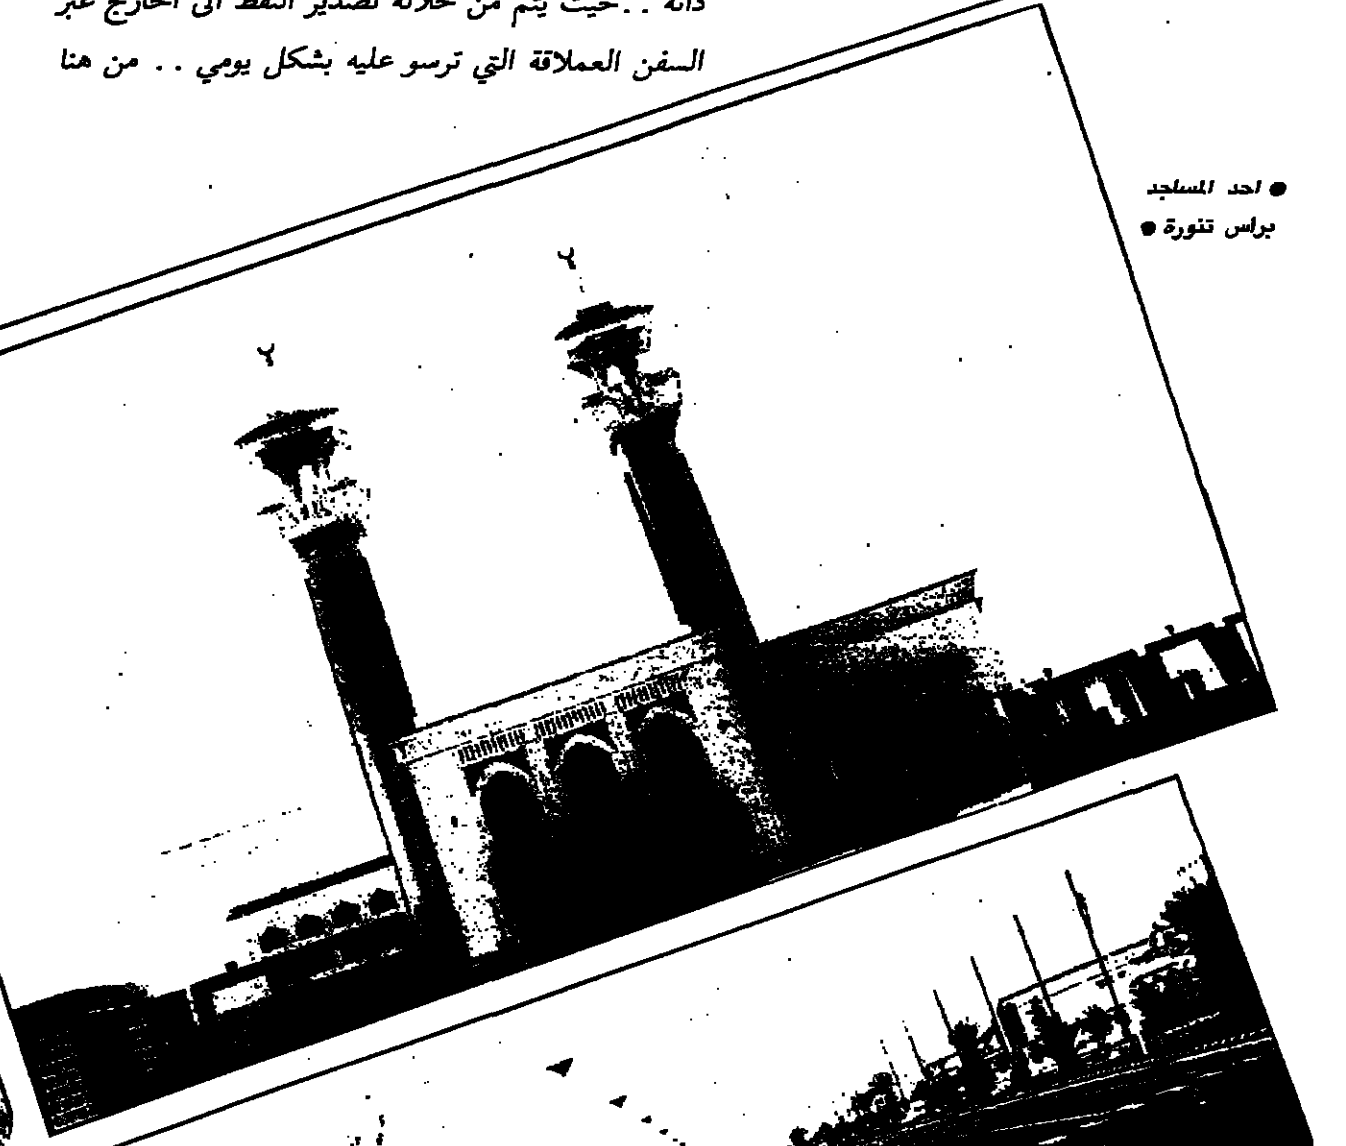 ذاته . . حيث يتم من خلاله تصدير النفط الى الخارج عبر
السفن العملاقة التي ترسو عليه بشكل يومي . . من هنا
● احد المساجد
براس تنورة ●